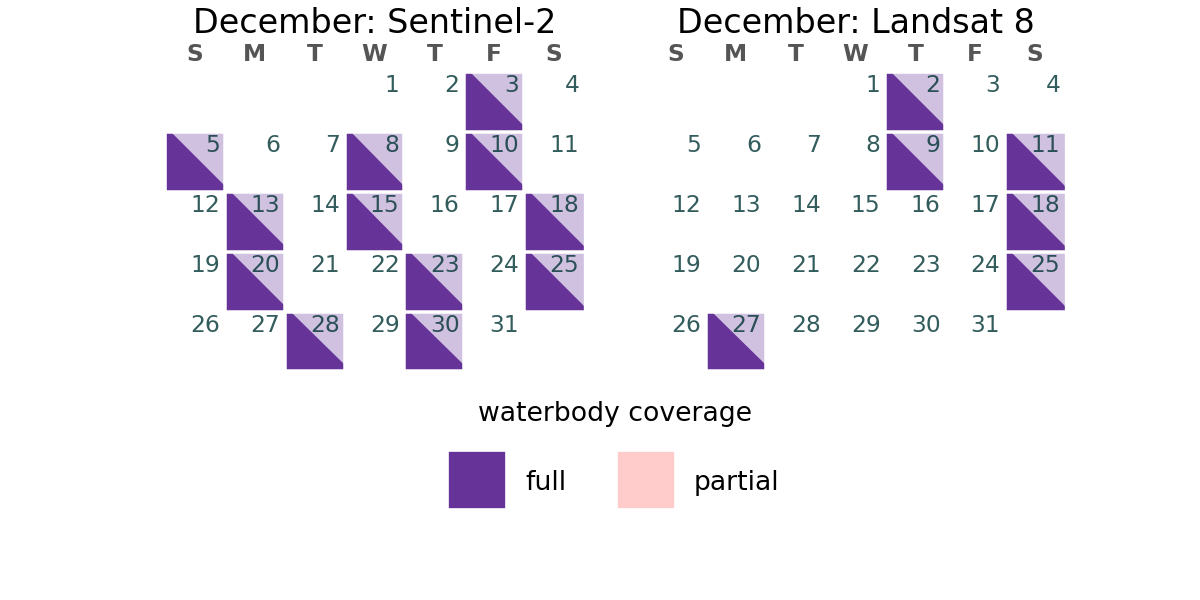 December: Sentinel-2
S M T W T F S
1 2 3 4
5 6 7 8 9 10 11
12 13 14 15 16 17 18
19 20 21 22 23 24 25
26 27 28 29 30 31
December: Landsat 8
S M T W T F S
1 2 3 4
5 6 7 8 9 10 11
12 13 14 15 16 17 18
19 20 21 22 23 24 25
26 27 28 29 30 31
waterbody coverage
full partial